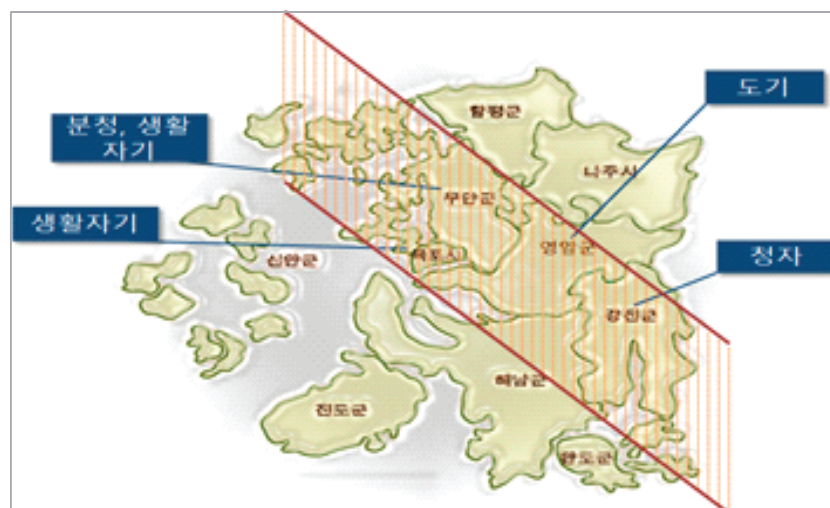 도기
분청, 생활
자기
생활자기
청자
함평군
나주시
무안군
영암군
목포시
신안군
강진군
해남군
진도군
완도군